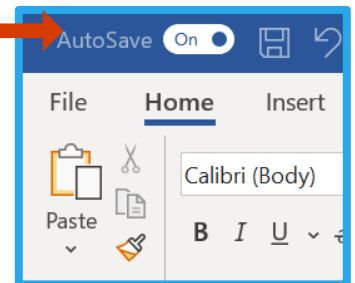 AutoSave On
File Home Insert
Calibri (Body)
Paste
B I U